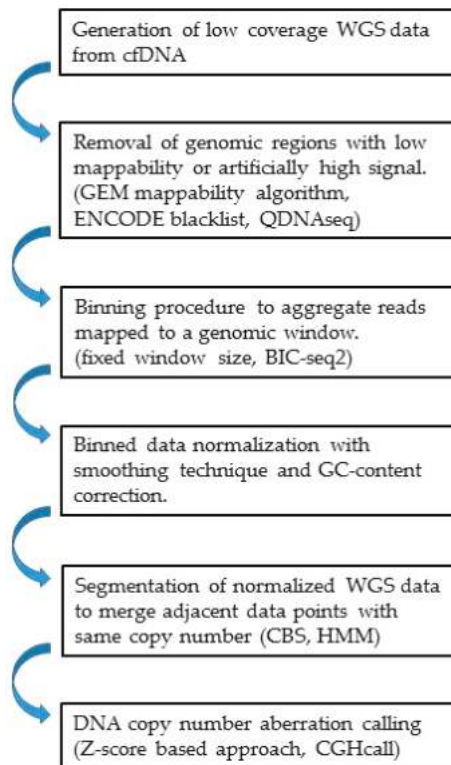 Generation of low coverage WGS data
from cfDNA
Removal of genomic regions with low
mappability or artificially high signal.
(GEM mappability algorithm,
ENCODE blacklist, QDNAseq)
Binning procedure to aggregate reads
mapped to a genomic window.
(fixed window size, BIC-seq2)
Binned data normalization with
smoothing technique and GC-content
correction.
Segmentation of normalized WGS data
to merge adjacent data points with
same copy number (CBS, HMM)
DNA copy number aberration calling
(Z-score based approach, CGHcall)